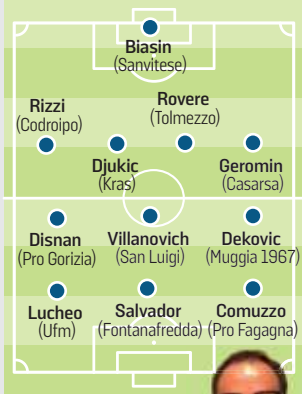 Biasin
(Sanvitese)
Rizzi
(Codroipo)
Rovere
(Tolmezzo)
Djukic
(Kras)
Geromin
(Casarsa)
Disnan
(Pro Gorizia)
Villanovich
(San Luigi)
Dekovic
(Muggia 1967)
Lucheo
(Ufm)
Salvador
(Fontanafredda)
Comuzzo
(Pro Fagagna)